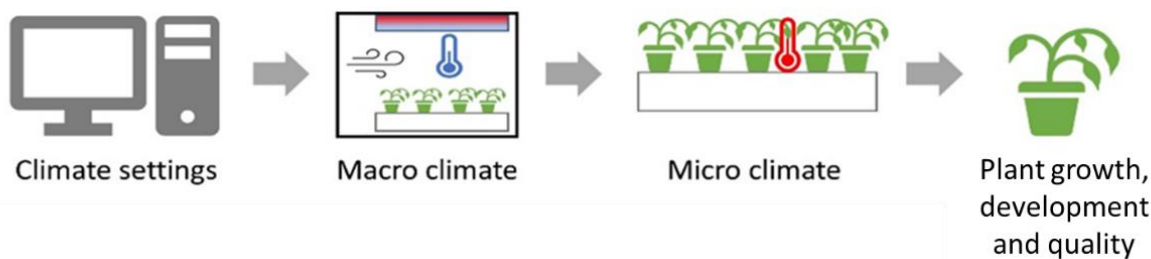 Climate settings
Macro climate
Micro climate
Plant growth,
development
and quality